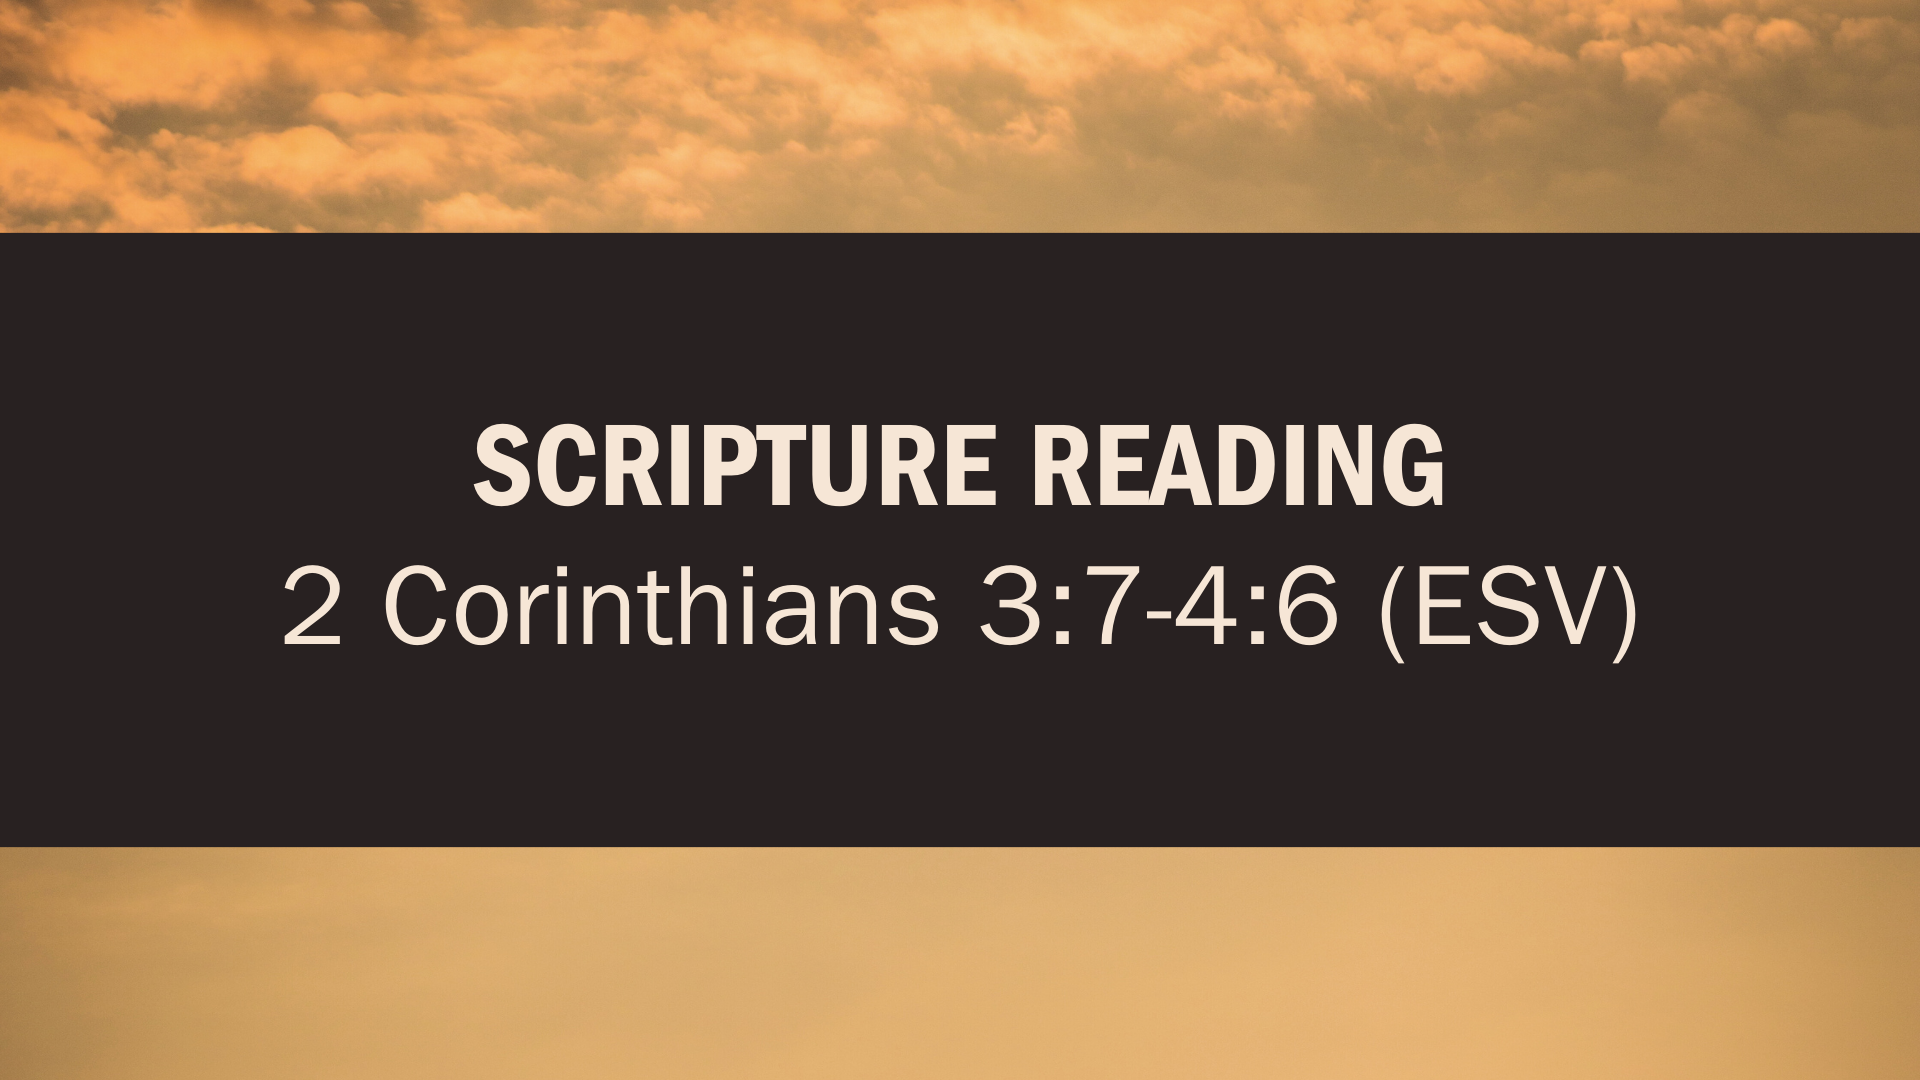 SCRIPTURE READING
2 Corinthians 3:7-4:6 (ESV)